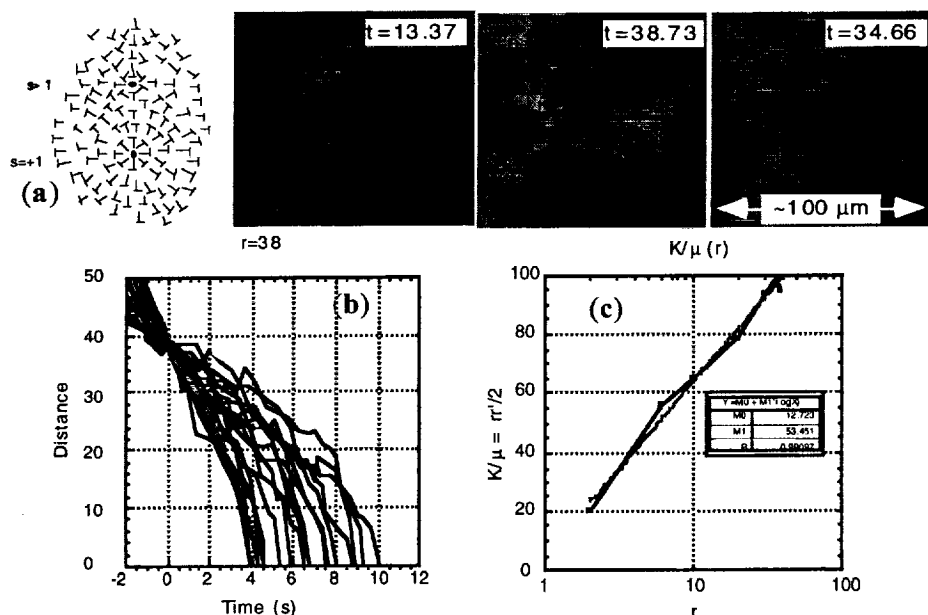 t=13.37
t=38.73
t=34.66
s=+1
(a)
~100 µm
r=38
K/µ (r)
50
40
30
20
10
0
Distance
(b)
-2 0 2 4 6 8 10 12
Time (s)
100
80
60
40
20
0
K/µ = rr'/2
(c)
Y=M0 + M1*log(X)
M0 12.723
M1 53.451
R 0.99097
1 10 100
r